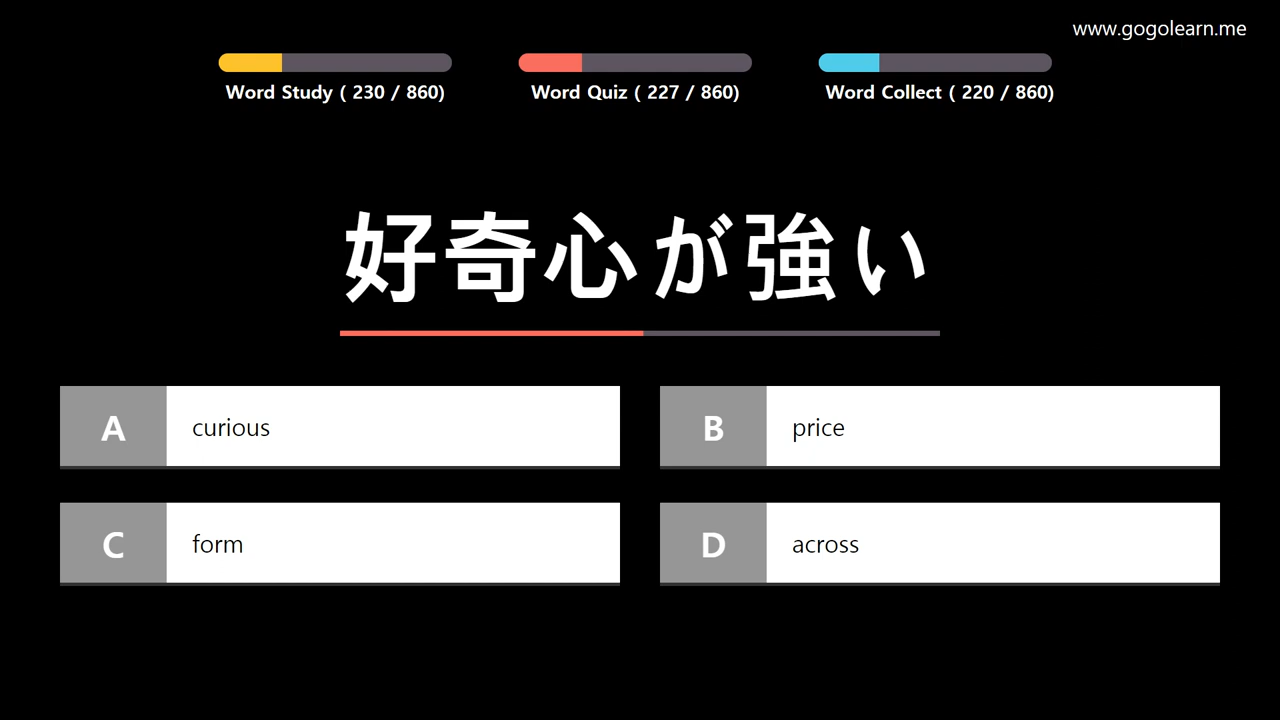 www.gogolearn.me
Word Study ( 230 / 860)
Word Quiz ( 227 / 860)
Word Collect ( 220 / 860)
好奇心が強い
A curious
B price
C form
D across